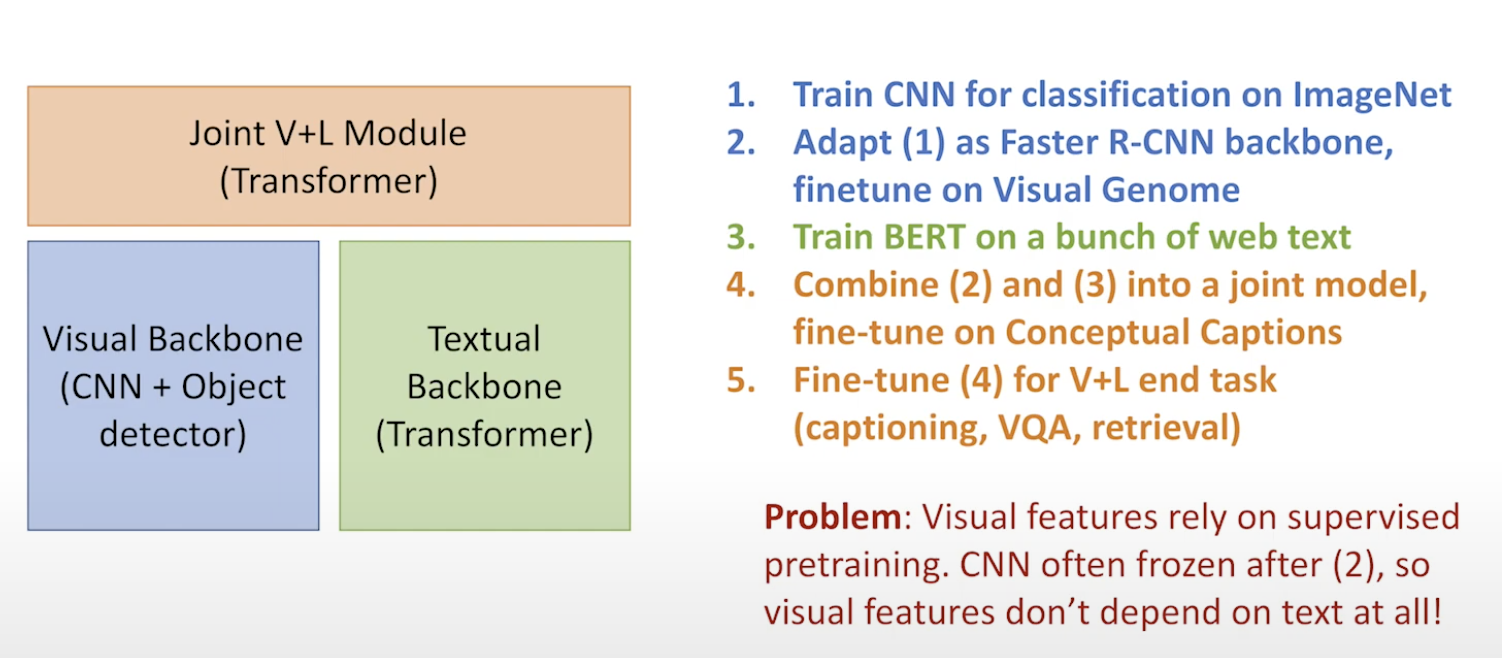 Joint V+L Module
(Transformer)
Visual Backbone
(CNN + Object
detector)
Textual
Backbone
(Transformer)
1. Train CNN for classification on ImageNet
2. Adapt (1) as Faster R-CNN backbone,
finetune on Visual Genome
3. Train BERT on a bunch of web text
4. Combine (2) and (3) into a joint model,
fine-tune on Conceptual Captions
5. Fine-tune (4) for V+L end task
(captioning, VQA, retrieval)
Problem: Visual features rely on supervised
pretraining. CNN often frozen after (2), so
visual features don’t depend on text at all!